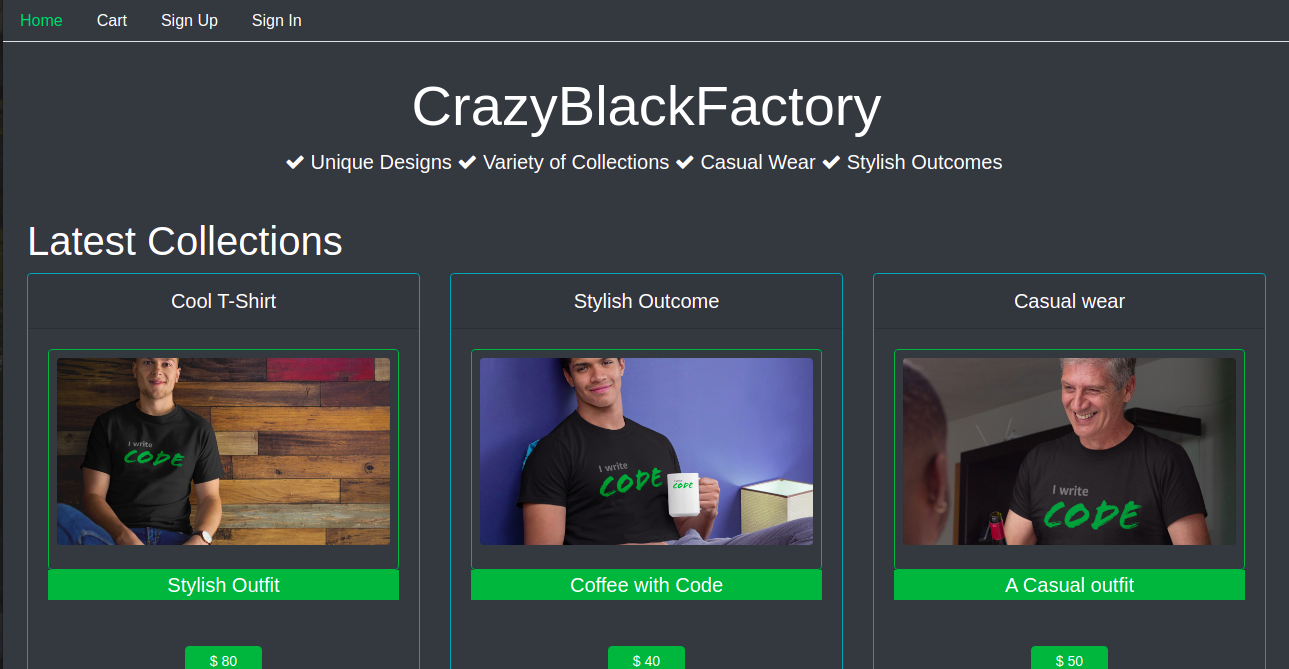 Home Cart Sign Up Sign In
CrazyBlackFactory
✔ Unique Designs ✔ Variety of Collections ✔ Casual Wear ✔ Stylish Outcomes
Latest Collections
Cool T-Shirt
I write
CODE
Stylish Outfit
$ 80
Stylish Outcome
I write
CODE
CODE
Coffee with Code
$ 40
Casual wear
I write
CODE
A Casual outfit
$ 50